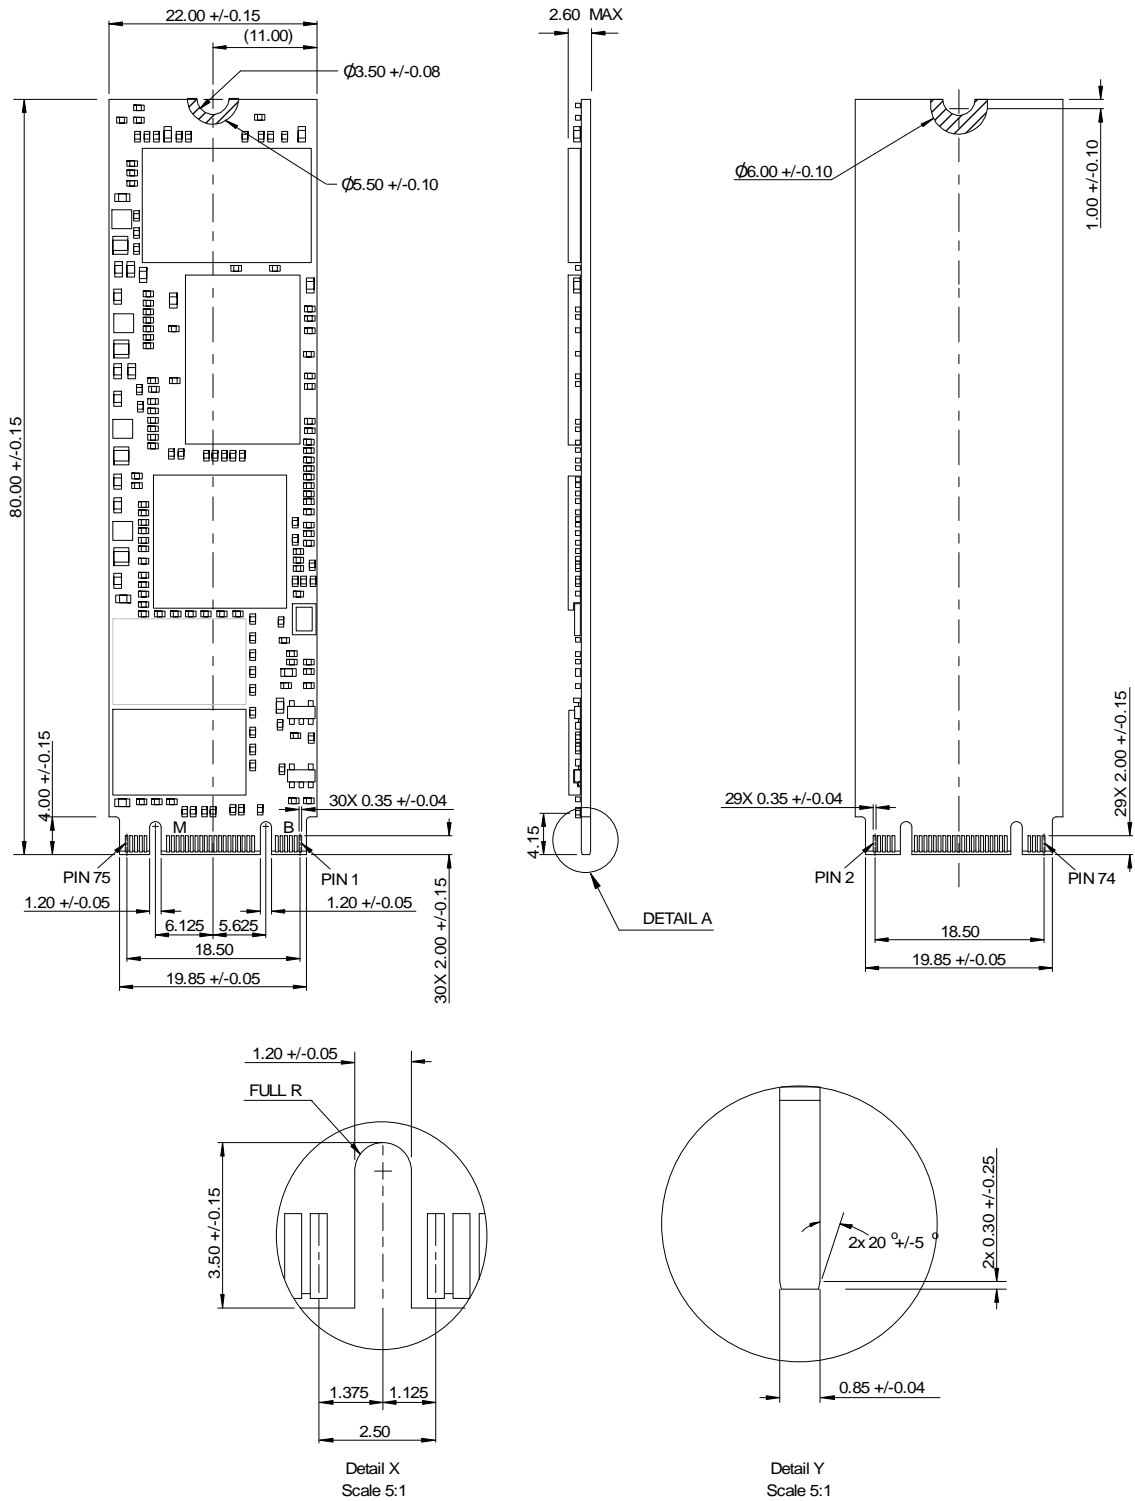 22.00 +/-0.15
2.60 MAX
(11.00)
Ø3.50 +/-0.08
Ø5.50 +/-0.10
Ø6.00 +/-0.10
1.00 +/-0.10
80.00 +/-0.15
4.00 +/-0.15
M
B
30X 0.35 +/-0.04
PIN 75
PIN 1
1.20 +/-0.05
1.20 +/-0.05
6.125
5.625
18.50
19.85 +/-0.05
30X 2.00 +/-0.15
4.15
DETAIL A
29X 0.35 +/-0.04
29X 2.00 +/-0.15
PIN 2
PIN 74
18.50
19.85 +/-0.05
1.20 +/-0.05
FULL R
3.50 +/-0.15
1.375
1.125
2.50
Detail X
Scale 5:1
2x 20 °+/-5 °
2x 0.30 +/-0.25
0.85 +/-0.04
Detail Y
Scale 5:1